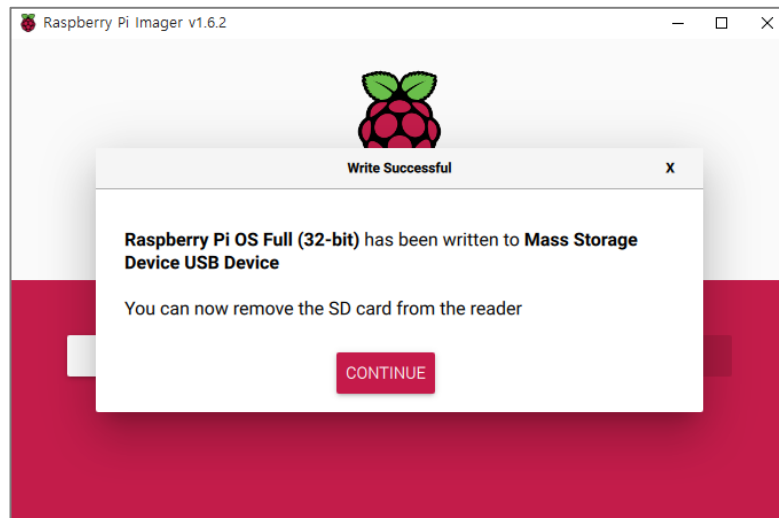 Raspberry Pi Imager v1.6.2
Write Successful
X
Raspberry Pi OS Full (32-bit) has been written to Mass Storage
Device USB Device
You can now remove the SD card from the reader
CONTINUE